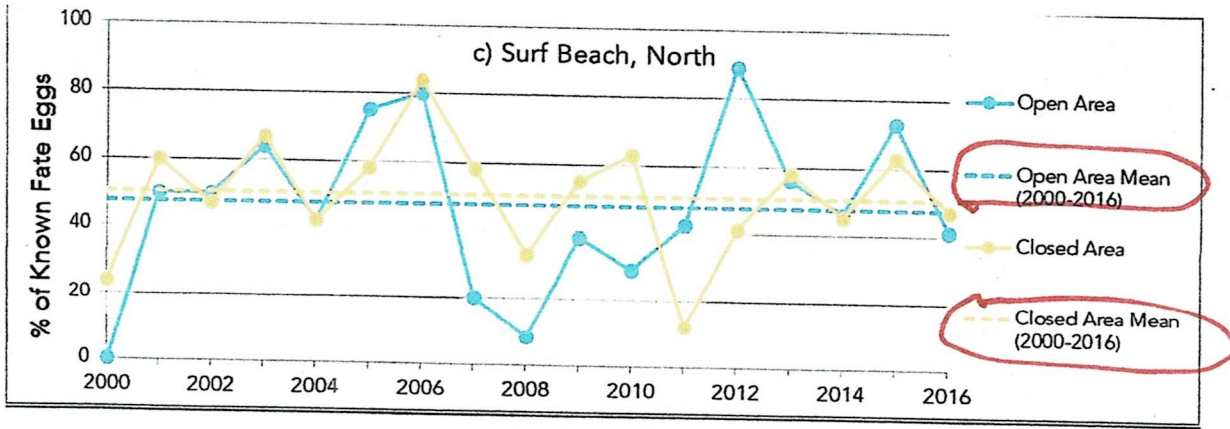 100
c) Surf Beach, North
80
60
40
20
0
% of Known Fate Eggs
2000
2002
2004
2006
2008
2010
2012
2014
2016
Open Area
Open Area Mean
(2000-2016)
Closed Area
Closed Area Mean
(2000-2016)